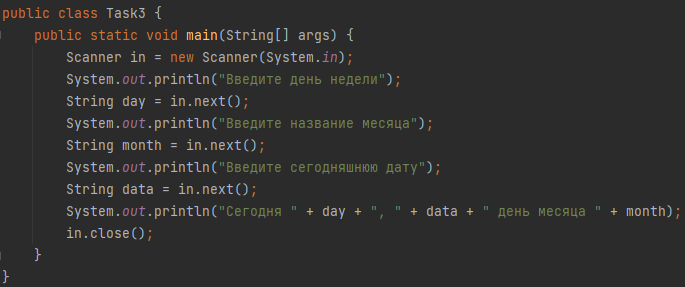 public class Task3 {
    public static void main(String[] args) {
        Scanner in = new Scanner(System.in);
        System.out.println("Введите день недели");
        String day = in.next();
        System.out.println("Введите название месяца");
        String month = in.next();
        System.out.println("Введите сегодняшнюю дату");
        String data = in.next();
        System.out.println("Сегодня " + day + ", " + data + " день месяца " + month);
        in.close();
    }
}